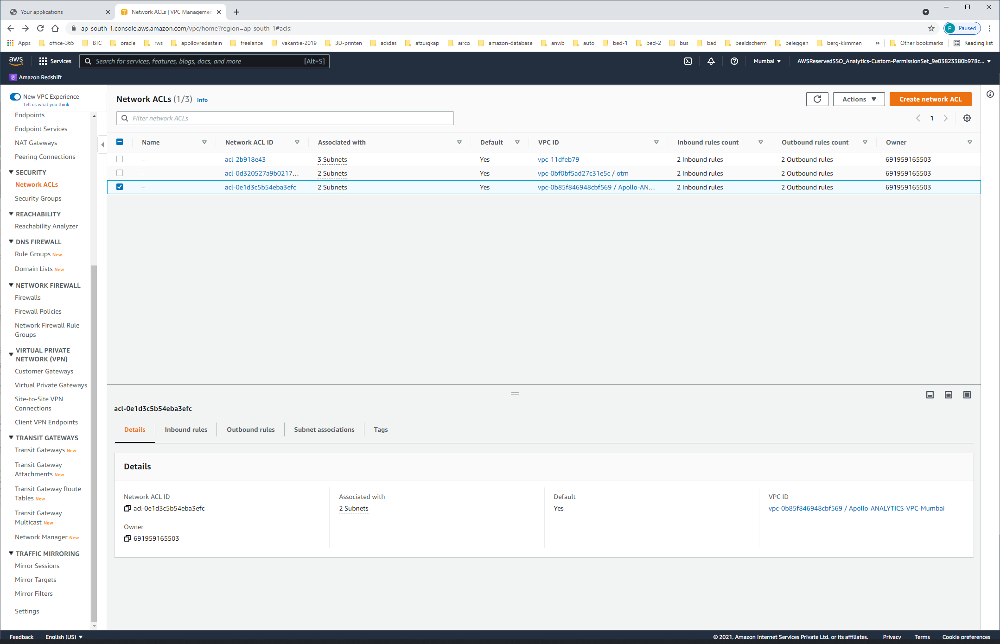 Your applications
Network ACLs | VPC Managemen
ap-south-1.console.aws.amazon.com/vpc/home?region=ap-south-1#acls:
P Paused
Apps office-365 BTC oracle rws apollovredestein freelance vakantie-2019 3D-printen adidas afzuigkap airco amazon-database anwb auto bed-1 bed-2 bus bad beeldscherm beleggen berg-klimmen » Other bookmarks Reading list
aws Services Search for services, features, blogs, docs, and more [Alt+S] Mumbai AWSReservedSSO_Analytics-Custom-PermissionSet_9e03823380b978c...
Amazon Redshift
New VPC Experience
Tell us what you think
Endpoints
Endpoint Services
NAT Gateways
Peering Connections
SECURITY
Network ACLs
Security Groups
REACHABILITY
Reachability Analyzer
DNS FIREWALL
Rule Groups New
Domain Lists New
NETWORK FIREWALL
Firewalls
Firewall Policies
Network Firewall Rule
Groups
VIRTUAL PRIVATE
NETWORK (VPN)
Customer Gateways
Virtual Private Gateways
Site-to-Site VPN
Connections
Client VPN Endpoints
TRANSIT GATEWAYS
Transit Gateways New
Transit Gateway
Attachments New
Transit Gateway Route
Tables New
Transit Gateway
Multicast New
Network Manager New
TRAFFIC MIRRORING
Mirror Sessions
Mirror Targets
Mirror Filters
Settings
Network ACLs (1/3) Info
Actions
Create network ACL
Filter network ACLs
1
Name Network ACL ID Associated with Default VPC ID Inbound rules count Outbound rules count Owner
– acl-2b918e43 3 Subnets Yes vpc-11dfeb79 2 Inbound rules 2 Outbound rules 691959165503
– acl-0d320527a9b0217... 2 Subnets Yes vpc-0bf0bf5ad27c31e5c / otm 2 Inbound rules 2 Outbound rules 691959165503
– acl-0e1d3c5b54eba3efc 2 Subnets Yes vpc-0b85f846948cbf569 / Apollo-AN... 2 Inbound rules 2 Outbound rules 691959165503
acl-0e1d3c5b54eba3efc
Details Inbound rules Outbound rules Subnet associations Tags
Details
Network ACL ID
acl-0e1d3c5b54eba3efc
Associated with
2 Subnets
Default
Yes
VPC ID
vpc-0b85f846948cbf569 / Apollo-ANALYTICS-VPC-Mumbai
Owner
691959165503
Feedback English (US) © 2021, Amazon Internet Services Private Ltd. or its affiliates. Privacy Terms Cookie preferences